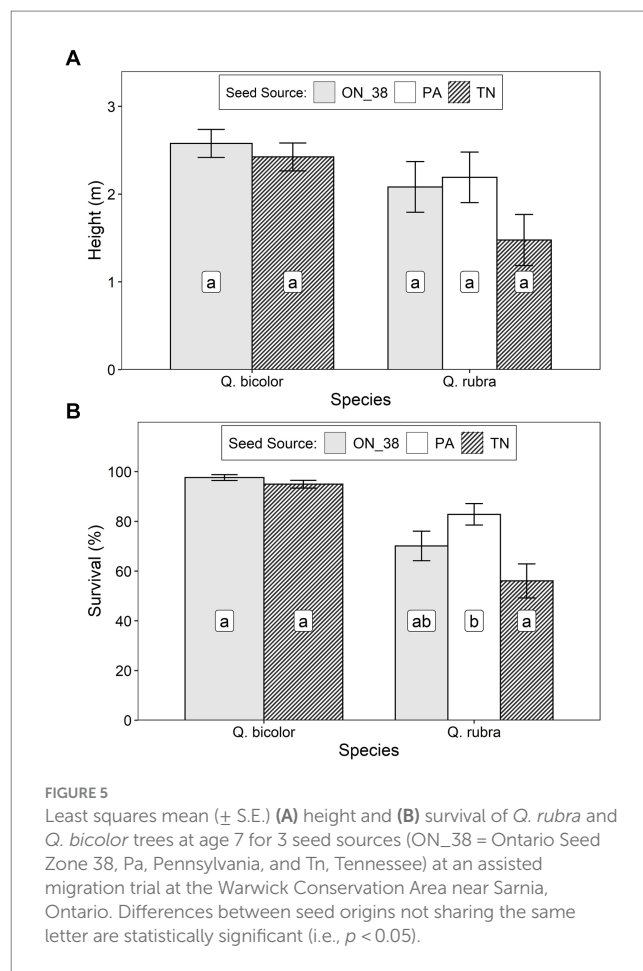 A
Seed Source: ON_38 PA TN
3
2
1
0
Height (m)
a a a a a
Q. bicolor Q. rubra
Species
B
Seed Source: ON_38 PA TN
100
80
60
40
20
0
Survival (%)
a a ab b a
Q. bicolor Q. rubra
Species
FIGURE 5
Least squares mean (± S.E.) (A) height and (B) survival of Q. rubra and
Q. bicolor trees at age 7 for 3 seed sources (ON_38 = Ontario Seed
Zone 38, Pa, Pennsylvania, and Tn, Tennessee) at an assisted
migration trial at the Warwick Conservation Area near Sarnia,
Ontario. Differences between seed origins not sharing the same
letter are statistically significant (i.e., p < 0.05).